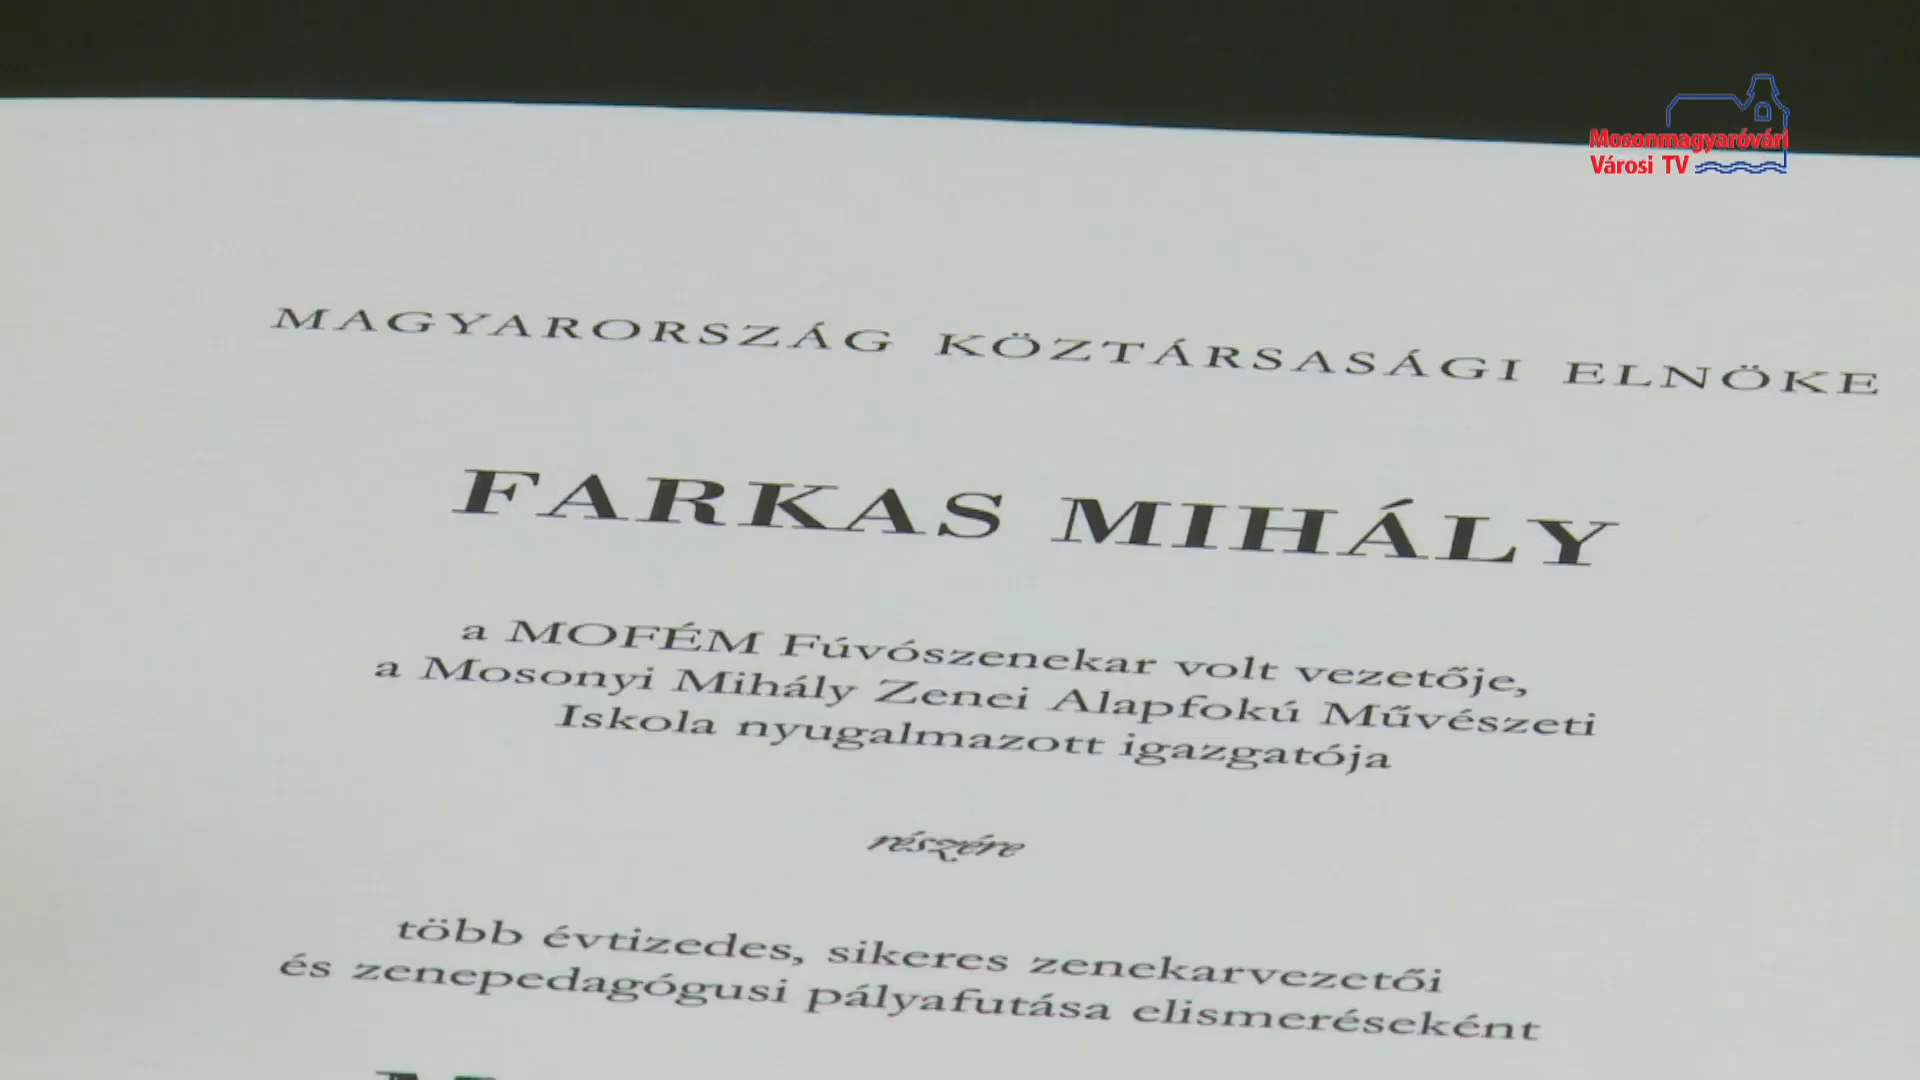 Mosonmagyaróvári
Városi TV
MAGYARORSZÁG KÖZTÁRSASÁGI ELNÖKE
FARKAS MIHÁLY
a MOFÉM Fúvószenekar volt vezetője,
a Mosonyi Mihály Zenei Alapfokú Művészeti
Iskola nyugalmazott igazgatója
részére
több évtizedes, sikeres zenekarvezetői
és zenepedagógusi pályafutása elismeréseként